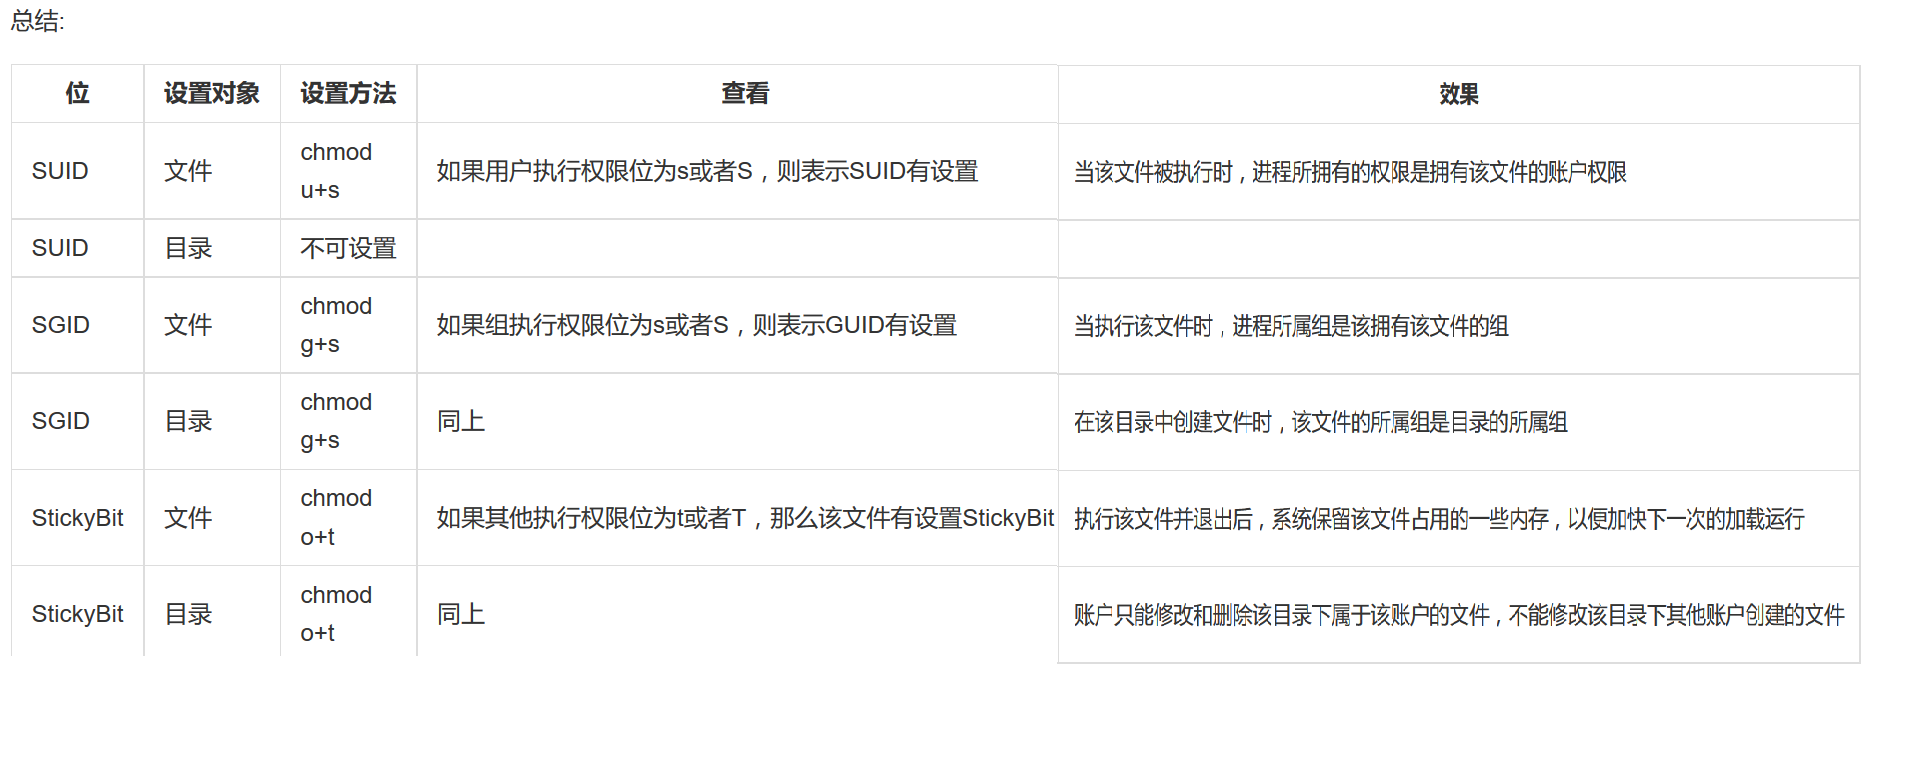 总结:
位 设置对象 设置方法 查看 效果
SUID 文件 chmod u+s 如果用户执行权限位为s或者S，则表示SUID有设置 当该文件被执行时，进程所拥有的权限是拥有该文件的账户权限
SUID 目录 不可设置
SGID 文件 chmod g+s 如果组执行权限位为s或者S，则表示GUID有设置 当执行该文件时，进程所属组是该拥有该文件的组
SGID 目录 chmod g+s 同上 在该目录中创建文件时，该文件的所属组是目录的所属组
StickyBit 文件 chmod o+t 如果其他执行权限位为t或者T，那么该文件有设置StickyBit 执行该文件并退出后，系统保留该文件占用的一些内存，以便加快下一次的加载运行
StickyBit 目录 chmod o+t 同上 账户只能修改和删除该目录下属于该账户的文件，不能修改该目录下其他账户创建的文件